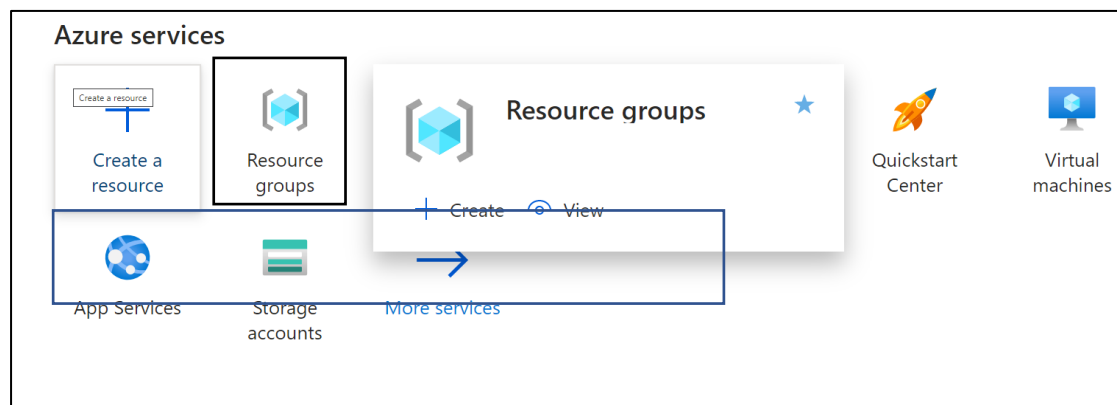 Azure services
Create a resource
Create a
resource
Resource
groups
Resource groups
Create
View
Quickstart
Center
Virtual
machines
App Services
Storage
accounts
More services